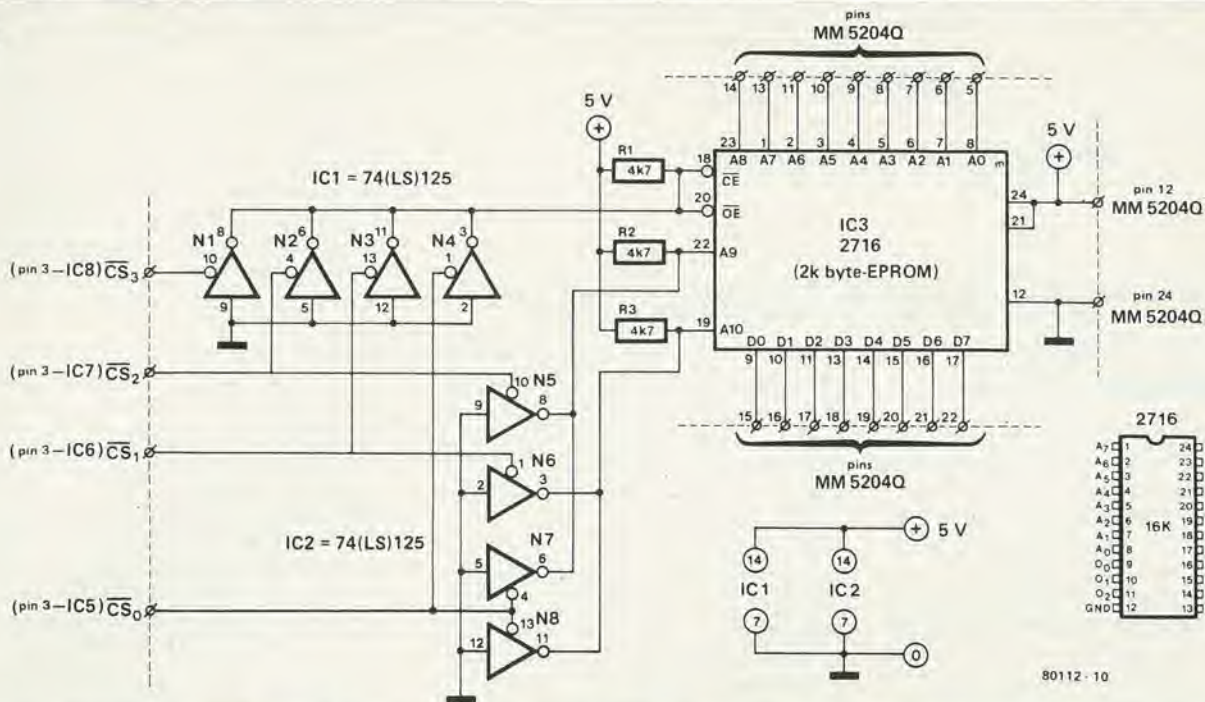 pins
MM 5204Q
14 13 11 10 9 8 7 6 5
5 V
+
23 1 2 3 4 5 6 7 8
A8 A7 A6 A5 A4 A3 A2 A1 A0
5 V
+
R1
4k7
18
CE
20
OE
R2
4k7
22
A9
R3
4k7
19
A10
IC3
2716
(2k byte-EPROM)
24
21
12
pin 12
MM 5204Q
pin 24
MM 5204Q
IC1 = 74(LS)125
N1 8 N2 6 N3 11 N4 3
10 4 13 1
9 5 12 2
(pin 3-IC8) CS3
(pin 3-IC7) CS2
(pin 3-IC6) CS1
(pin 3-IC5) CS0
10 N5
9 8
1 N6
2 3
N7
5 6
4
13 N8
12 11
IC2 = 74(LS)125
D0 D1 D2 D3 D4 D5 D6 D7
9 10 11 13 14 15 16 17
15 16 17 18 19 20 21 22
pins
MM 5204Q
+ 5 V
14 14
IC1 IC2
7 7
0
2716
A7 1 24
A6 2 23
A5 3 22
A4 4 21
A3 5 20
A2 6 19
A1 7 18
A0 8 17
O0 9 16
O1 10 15
O2 11 14
GND 12 13
16K
80112 - 10